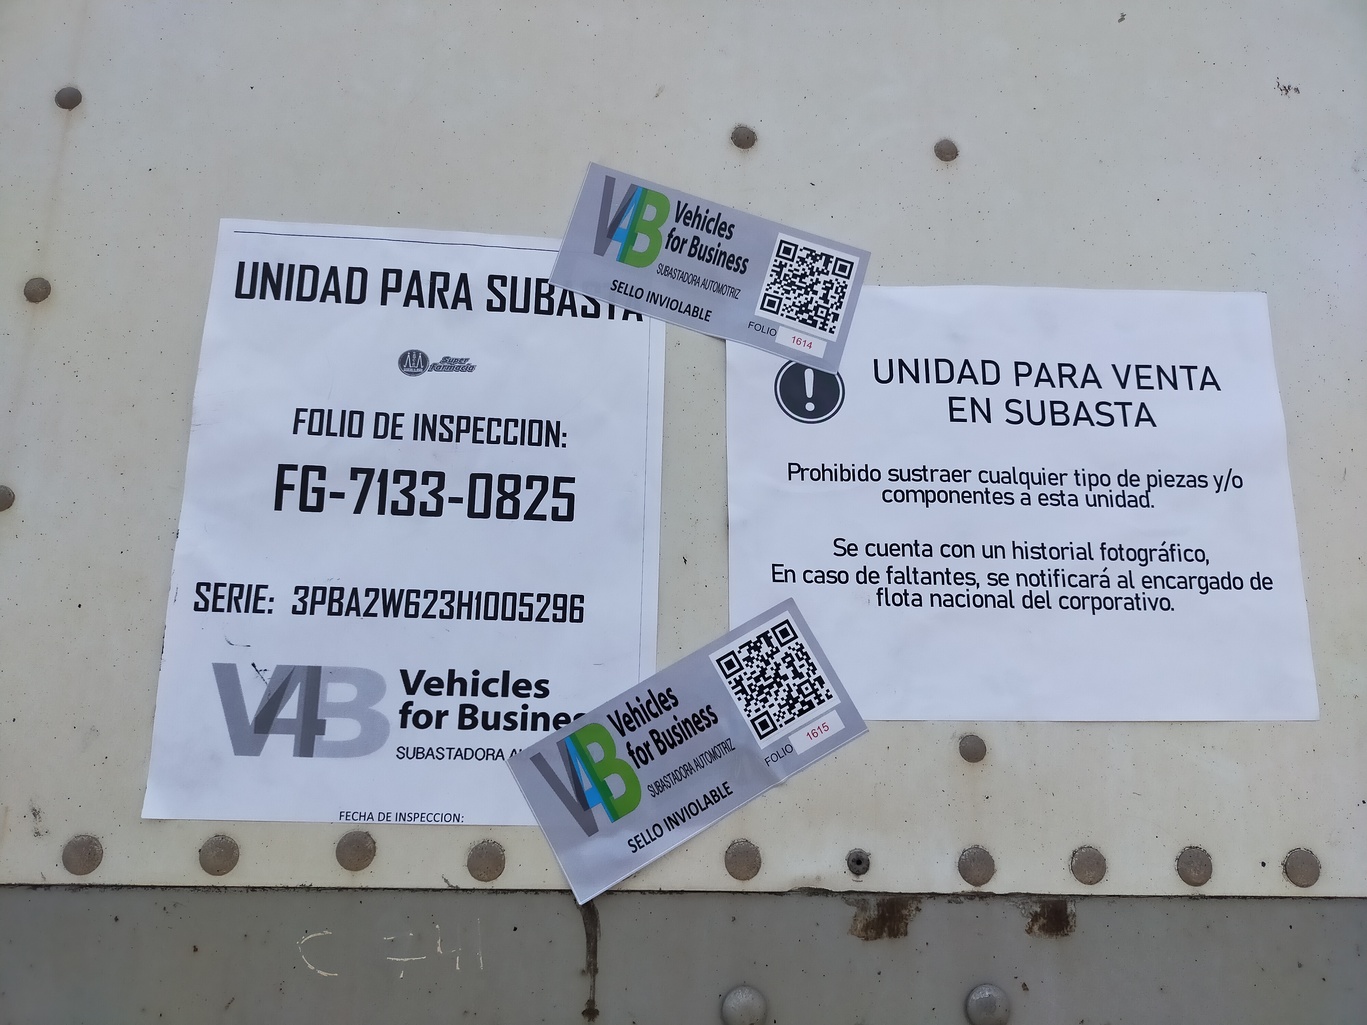 UNIDAD PARA SUBASTA
Super
Farmacia
FOLIO DE INSPECCION:
FG-7133-0825
SERIE: 3PBA2W623H1005296
V4B
Vehicles
for Busine
SUBASTADORA A
FECHA DE INSPECCION:
V4B
Vehicles
for Business
SUBASTADORA AUTOMOTRIZ
SELLO INVIOLABLE
FOLIO 1614
!
UNIDAD PARA VENTA
EN SUBASTA
Prohibido sustraer cualquier tipo de piezas y/o
componentes a esta unidad.
Se cuenta con un historial fotográfico,
En caso de faltantes, se notificará al encargado de
flota nacional del corporativo.
V4B
Vehicles
for Business
SUBASTADORA AUTOMOTRIZ
SELLO INVIOLABLE
FOLIO 1615
C 741